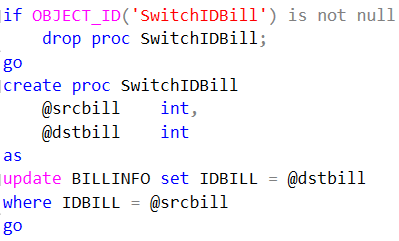 if OBJECT_ID('SwitchIDBill') is not null
    drop proc SwitchIDBill;
go
create proc SwitchIDBill
    @srcbill    int,
    @dstbill    int
as
update BILLINFO set IDBILL = @dstbill
where IDBILL = @srcbill
go